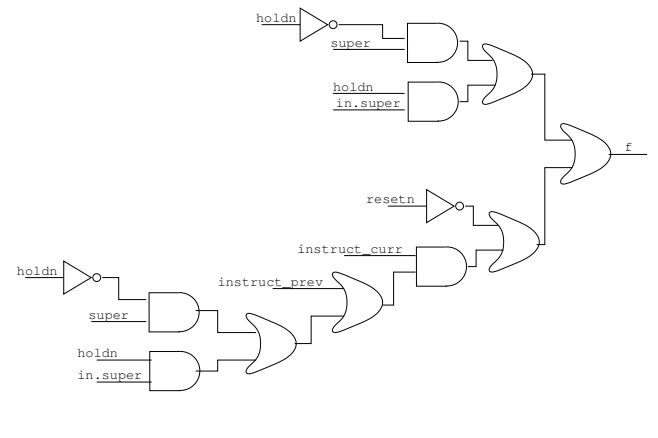 holdn
super
holdn
in.super
f
resetn
instruct_curr
holdn
instruct_prev
super
holdn
in.super